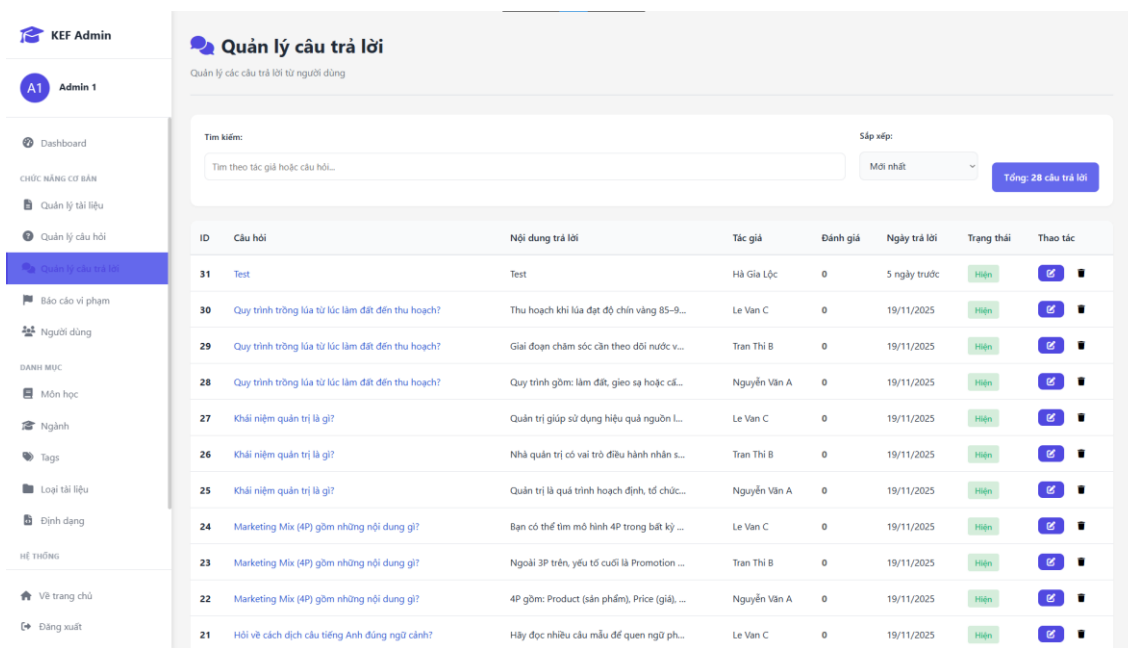 KEF Admin
A1 Admin 1
Dashboard
CHỨC NĂNG CƠ BẢN
Quản lý tài liệu
Quản lý câu hỏi
Quản lý câu trả lời
Báo cáo vi phạm
Người dùng
DANH MỤC
Môn học
Ngành
Tags
Loại tài liệu
Định dạng
HỆ THỐNG
Về trang chủ
Đăng xuất
Quản lý câu trả lời
Quản lý các câu trả lời từ người dùng
Tìm kiếm: Sắp xếp:
Tìm theo tác giả hoặc câu hỏi... Mới nhất Tổng: 28 câu trả lời
ID Câu hỏi Nội dung trả lời Tác giả Đánh giá Ngày trả lời Trạng thái Thao tác
31 Test Test Hà Gia Lộc 0 5 ngày trước Hiện
30 Quy trình trồng lúa từ lúc làm đất đến thu hoạch? Thu hoạch khi lúa đạt độ chín vàng 85–9... Le Van C 0 19/11/2025 Hiện
29 Quy trình trồng lúa từ lúc làm đất đến thu hoạch? Giai đoạn chăm sóc cần theo dõi nước v... Tran Thi B 0 19/11/2025 Hiện
28 Quy trình trồng lúa từ lúc làm đất đến thu hoạch? Quy trình gồm: làm đất, gieo sạ hoặc cấ... Nguyễn Văn A 0 19/11/2025 Hiện
27 Khái niệm quản trị là gì? Quản trị giúp sử dụng hiệu quả nguồn l... Le Van C 0 19/11/2025 Hiện
26 Khái niệm quản trị là gì? Nhà quản trị có vai trò điều hành nhân s... Tran Thi B 0 19/11/2025 Hiện
25 Khái niệm quản trị là gì? Quản trị là quá trình hoạch định, tổ chức... Nguyễn Văn A 0 19/11/2025 Hiện
24 Marketing Mix (4P) gồm những nội dung gì? Bạn có thể tìm mô hình 4P trong bất kỳ ... Le Van C 0 19/11/2025 Hiện
23 Marketing Mix (4P) gồm những nội dung gì? Ngoài 3P trên, yếu tố cuối là Promotion ... Tran Thi B 0 19/11/2025 Hiện
22 Marketing Mix (4P) gồm những nội dung gì? 4P gồm: Product (sản phẩm), Price (giá), ... Nguyễn Văn A 0 19/11/2025 Hiện
21 Hỏi về cách dịch câu tiếng Anh đúng ngữ cảnh? Hãy đọc nhiều câu mẫu để quen ngữ ph... Le Van C 0 19/11/2025 Hiện